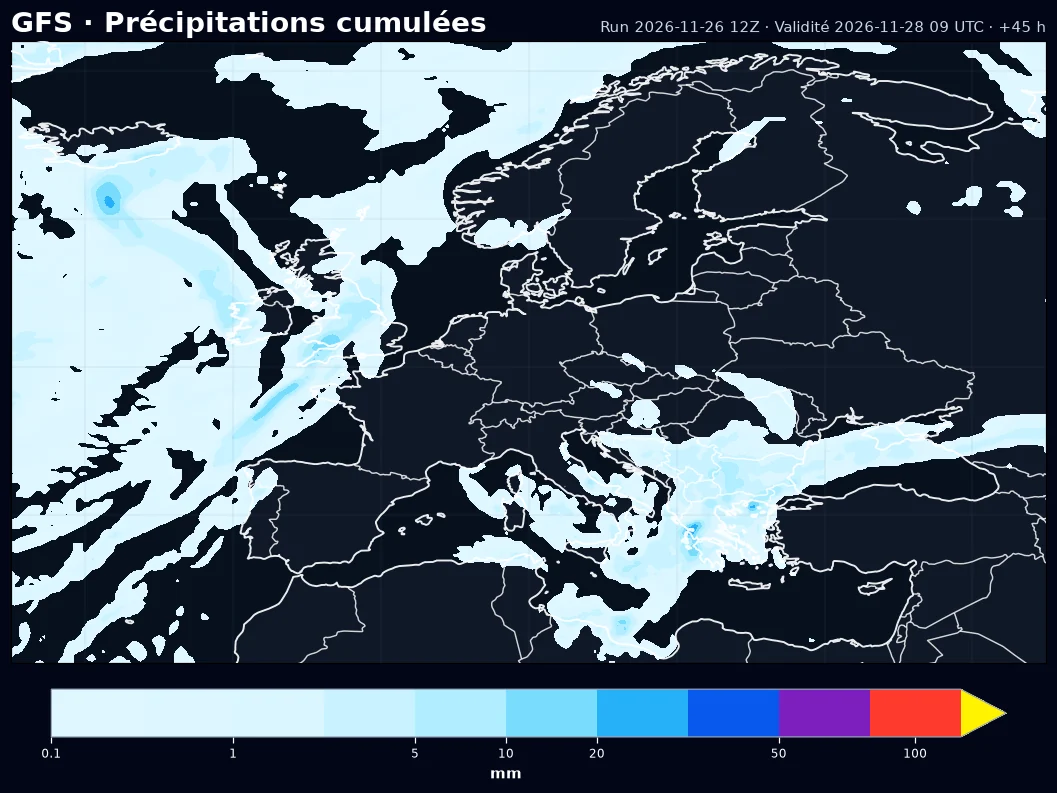 GFS · Précipitations cumulées
Run 2026-11-26 12Z · Validité 2026-11-28 09 UTC · +45 h
0.1 1 5 10 20 50 100
mm